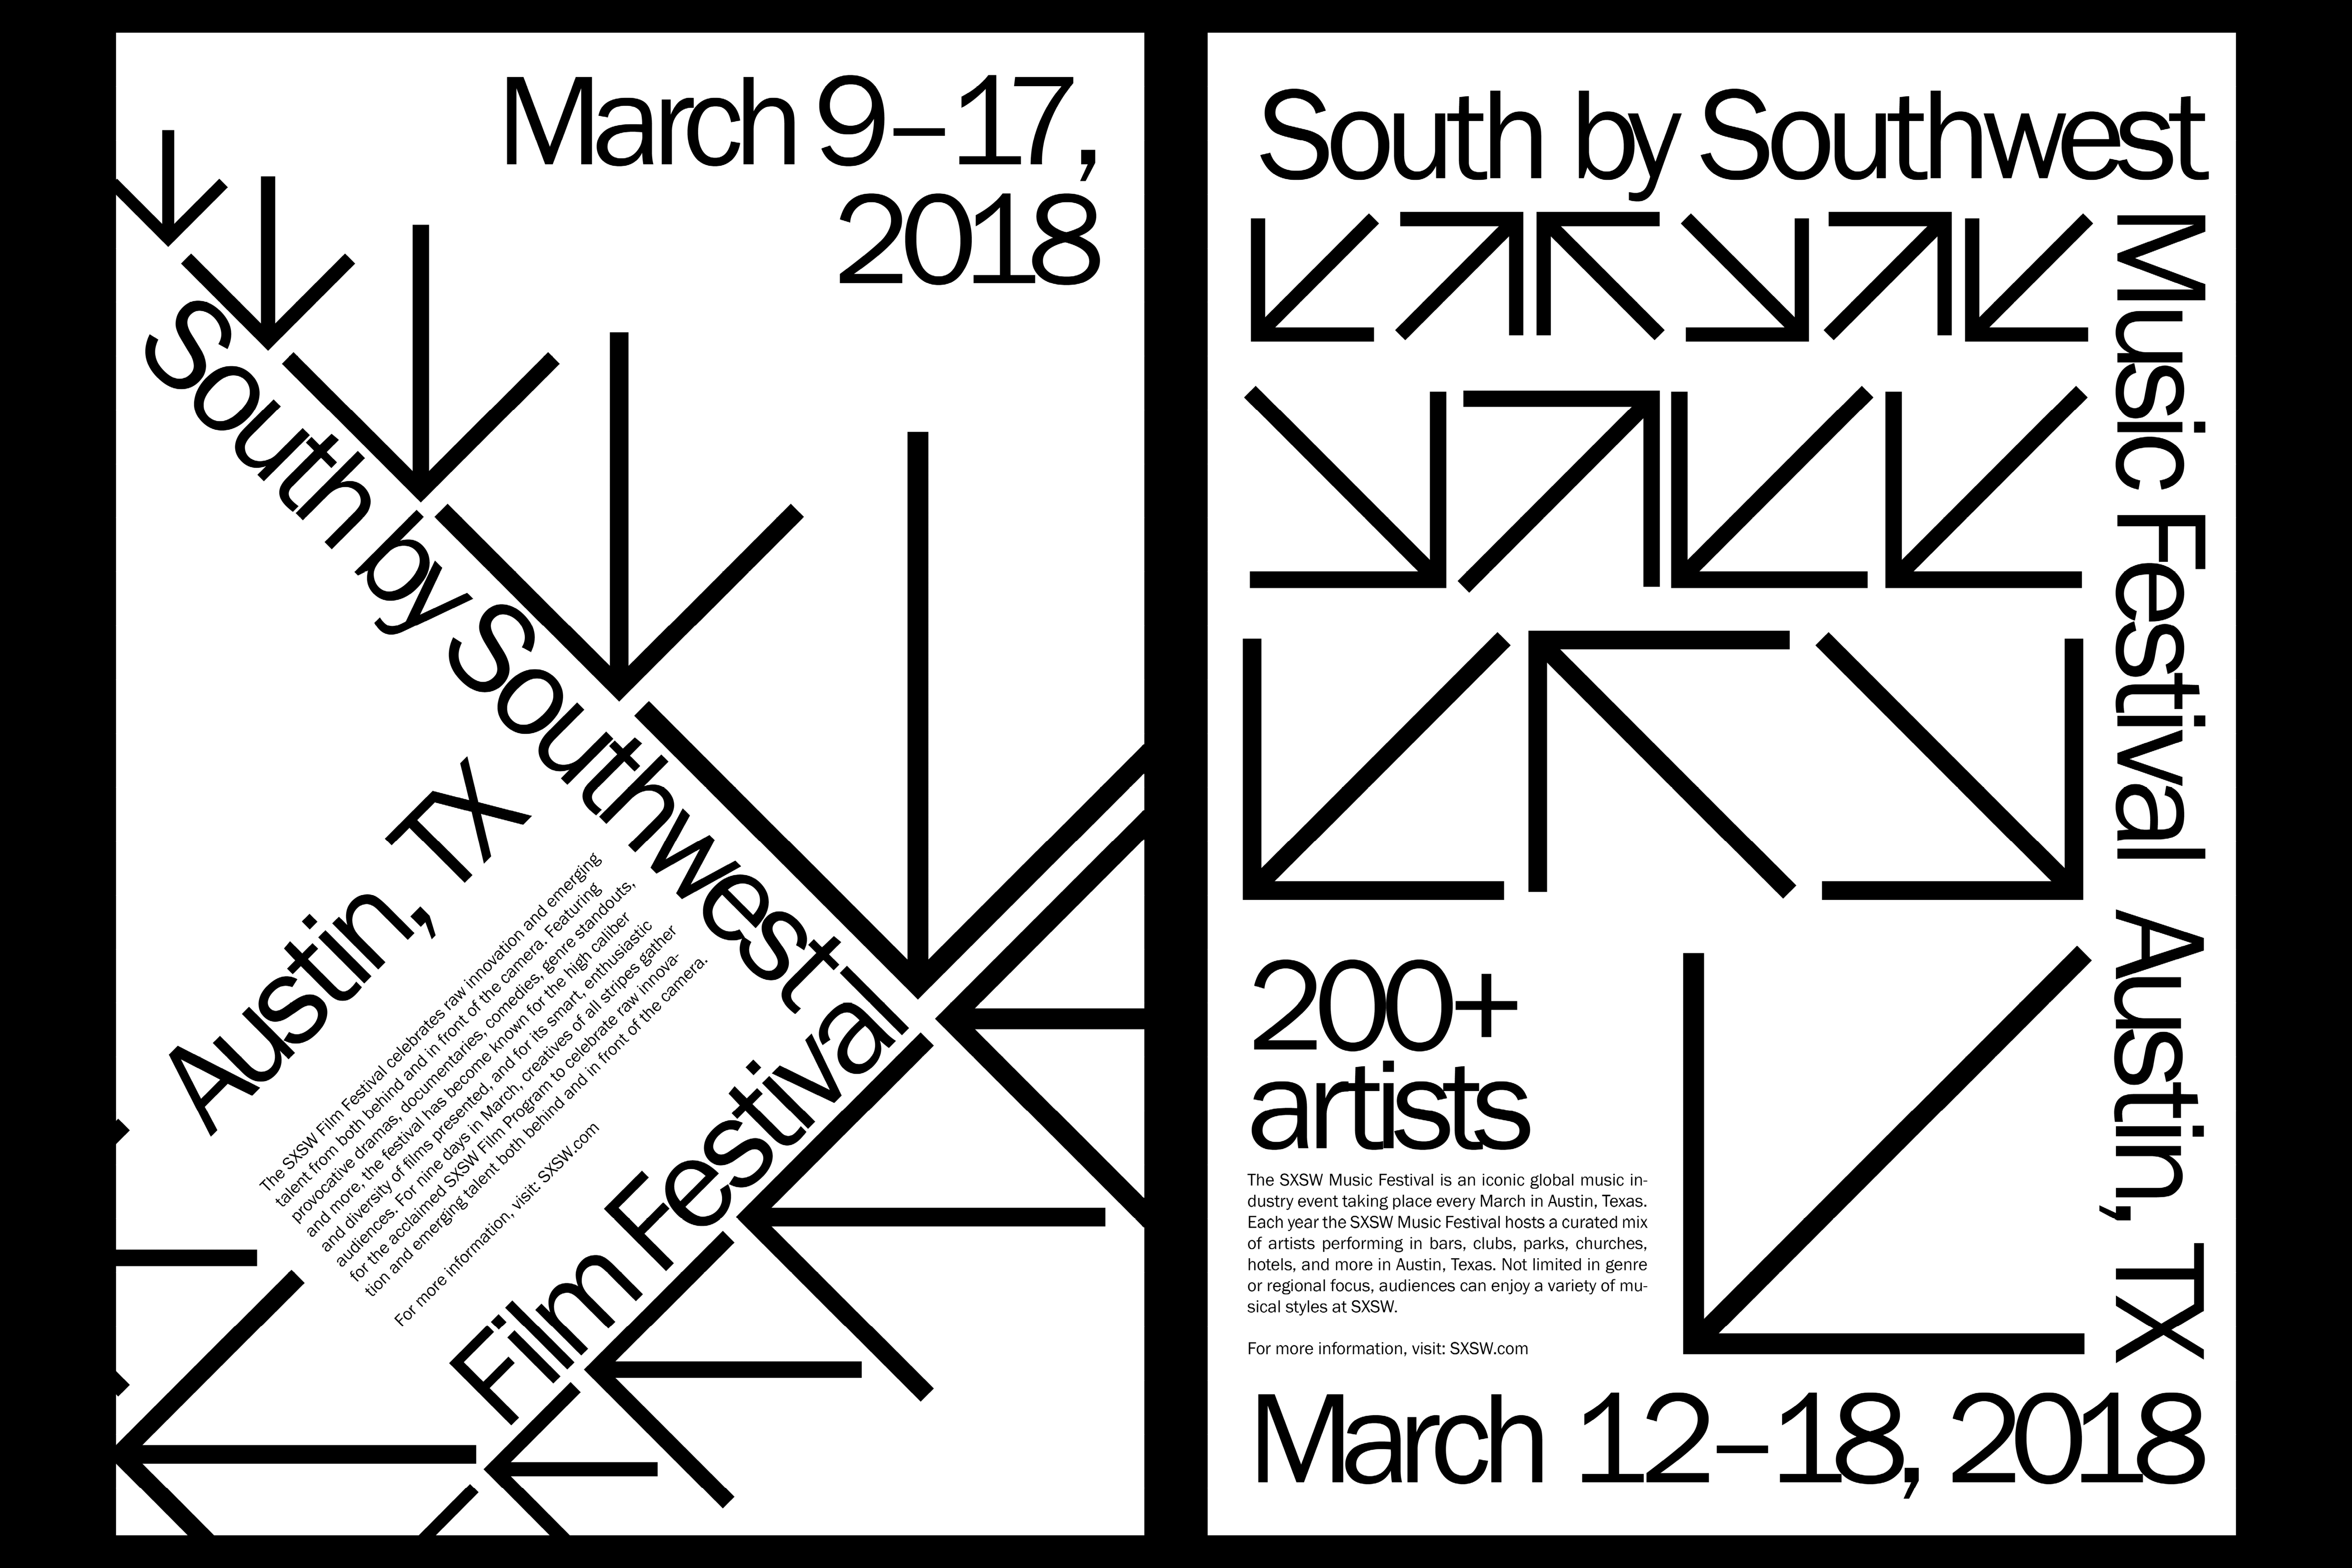 March 9–17,
2018
South by Southwest
Austin, TX
The SXSW Film Festival celebrates raw innovation and emerging
talent from both behind and in front of the camera. Featuring
provocative dramas, documentaries, comedies, genre standouts,
and more, the festival has become known for the high caliber
and diversity of films presented, and for its smart, enthusiastic
audiences. For nine days in March, creatives of all stripes gather
for the acclaimed SXSW Film Program to celebrate raw innova-
tion and emerging talent both behind and in front of the camera.
For more information, visit: SXSW.com
Film Festival
South by Southwest
Music Festival Austin, TX
200+
artists
The SXSW Music Festival is an iconic global music in-
dustry event taking place every March in Austin, Texas.
Each year the SXSW Music Festival hosts a curated mix
of artists performing in bars, clubs, parks, churches,
hotels, and more in Austin, Texas. Not limited in genre
or regional focus, audiences can enjoy a variety of mu-
sical styles at SXSW.
For more information, visit: SXSW.com
March 12–18, 2018